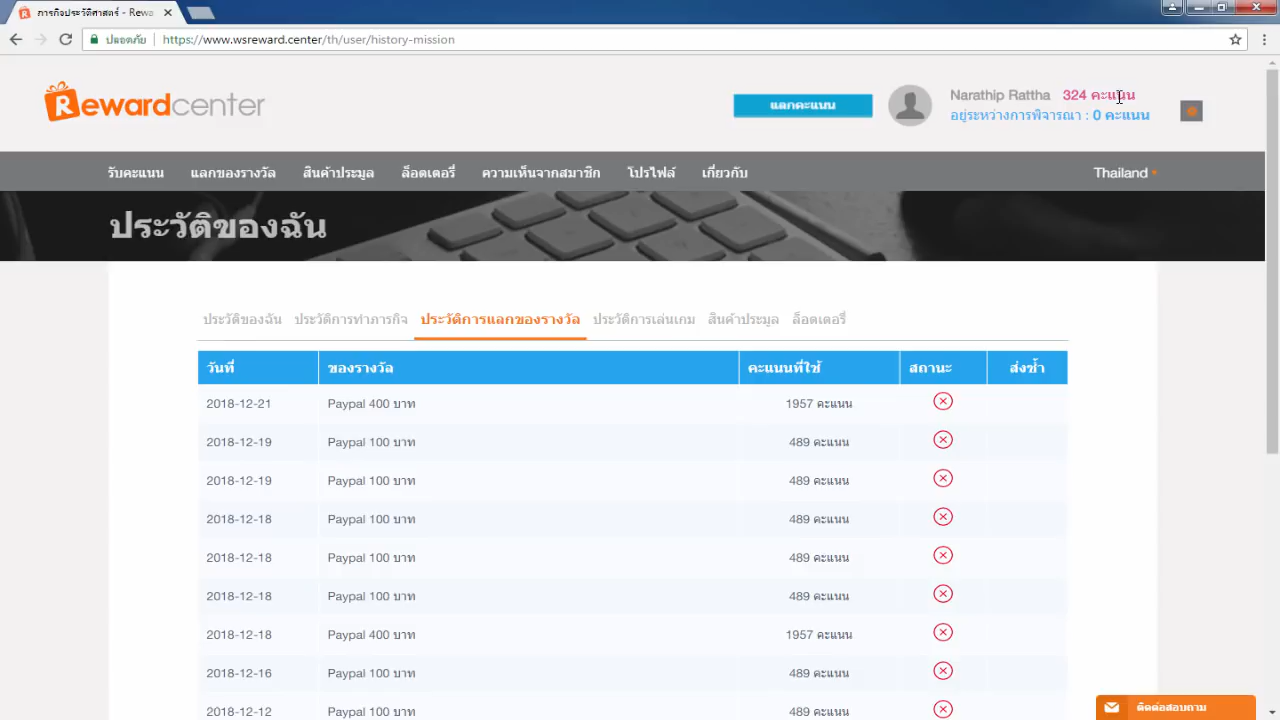 ภารกิจประวัติศาสตร์ - Rewa
ปลอดภัย https://www.wsreward.center/th/user/history-mission
Rewardcenter
แลกคะแนน
Narathip Rattha 324 คะแนน
อยู่ระหว่างการพิจารณา : 0 คะแนน
รับคะแนน แลกของรางวัล สินค้าประมูล ล็อตเตอรี่ ความเห็นจากสมาชิก โปรไฟล์ เกี่ยวกับ Thailand
ประวัติของฉัน
ประวัติของฉัน ประวัติการทำภารกิจ ประวัติการแลกของรางวัล ประวัติการเล่นเกม สินค้าประมูล ล็อตเตอรี่
วันที่ ของรางวัล คะแนนที่ใช้ สถานะ ส่งซ้ำ
2018-12-21 Paypal 400 บาท 1957 คะแนน
2018-12-19 Paypal 100 บาท 489 คะแนน
2018-12-19 Paypal 100 บาท 489 คะแนน
2018-12-18 Paypal 100 บาท 489 คะแนน
2018-12-18 Paypal 100 บาท 489 คะแนน
2018-12-18 Paypal 100 บาท 489 คะแนน
2018-12-18 Paypal 400 บาท 1957 คะแนน
2018-12-16 Paypal 100 บาท 489 คะแนน
2018-12-12 Paypal 100 บาท 489 คะแนน
ติดต่อสอบถาม